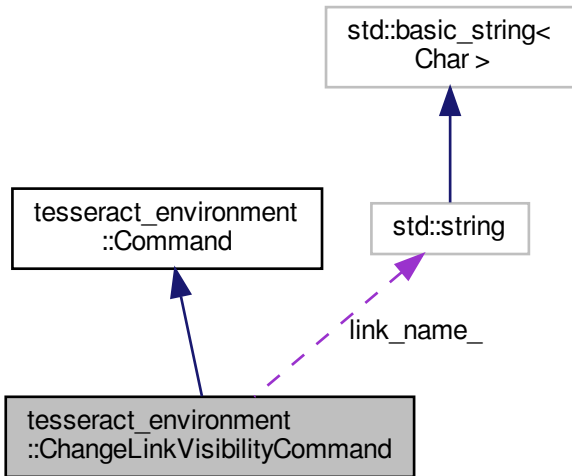 std::basic_string<
Char >
tesseract_environment
::Command
std::string
link_name_
tesseract_environment
::ChangeLinkVisibilityCommand